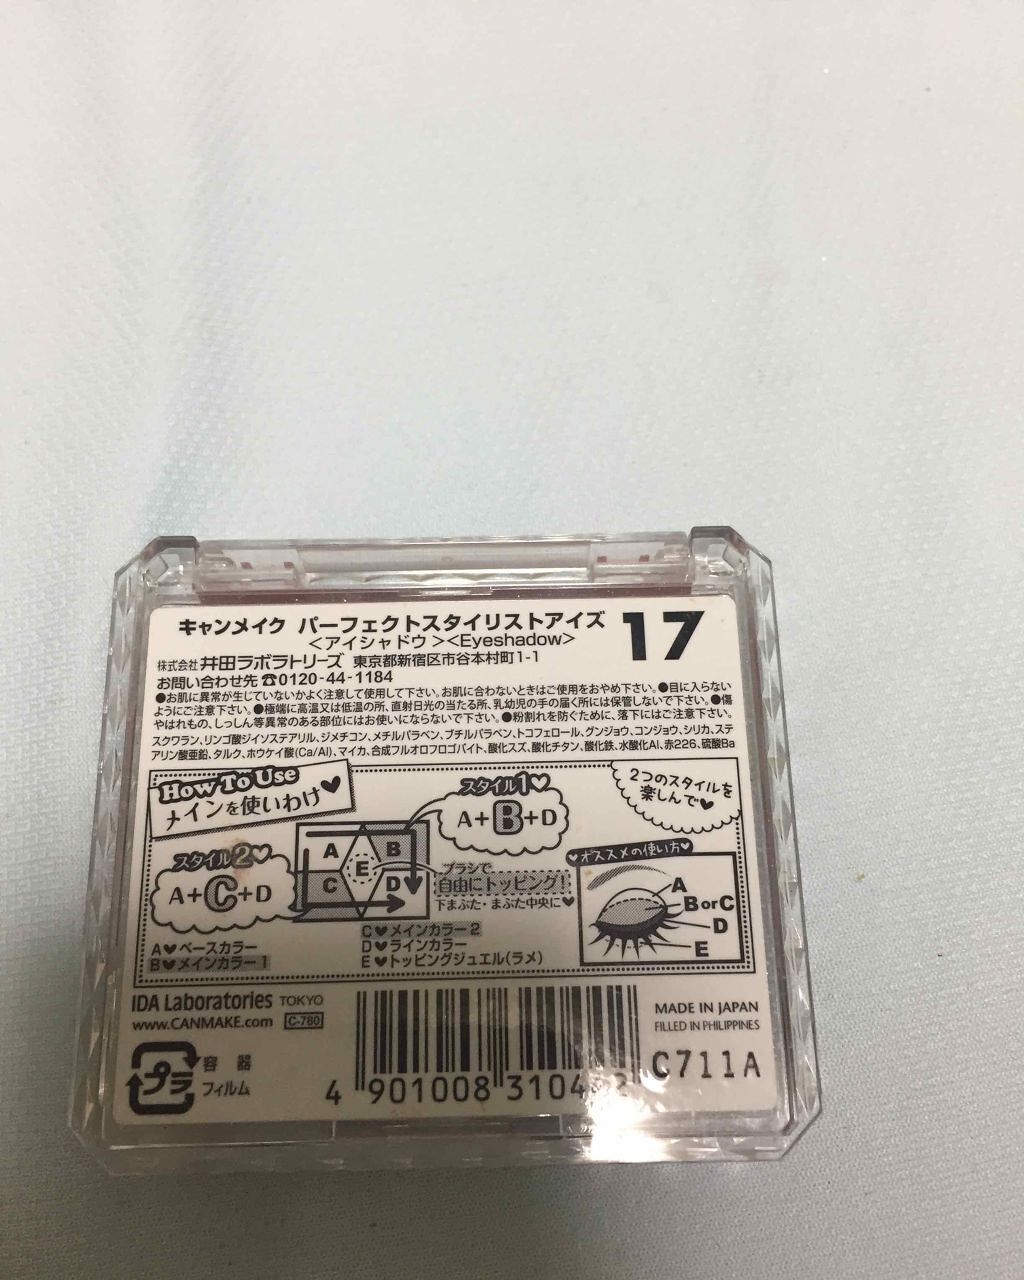 キャンメイク パーフェクトスタイリストアイズ 17
＜アイシャドウ＞<Eyeshadow>
株式会社 井田ラボラトリーズ 東京都新宿区市谷本村町1-1
お問い合わせ先☎0120-44-1184
●お肌に異常が生じていないかよく注意して使用して下さい。お肌に合わないときはご使用をおやめ下さい。●目に入らない
ようにご注意下さい。●極端に高温又は低温の所、直射日光の当たる所、乳幼児の手の届く所には保管しないで下さい。●傷
やはれもの、しっしん等異常のある部位にはお使いにならないで下さい。●粉割れを防ぐために、落下にはご注意下さい。
スクワラン、リンゴ酸ジイソステアリル、ジメチコン、メチルパラベン、ブチルパラベン、トコフェロール、グンジョウ、コンジョウ、シリカ、ステ
アリン酸亜鉛、タルク、ホウケイ酸(Ca/Al)、マイカ、合成フルオロフロゴパイト、酸化スズ、酸化チタン、酸化鉄、水酸化Al、赤226、硫酸Ba
How To Use
メインを使いわけ♥
スタイル1♥
A+B+D
2つのスタイルを
楽しんで♥
スタイル2♥
A+C+D
A
B
C
D
E
ブラシで
自由にトッピング!
下まぶた・まぶた中央に♥
♥オススメの使い方♥
A
B or C
D
E
A♥ベースカラー
B♥メインカラー1
C♥メインカラー2
D♥ラインカラー
E♥トッピングジュエル(ラメ)
IDA Laboratories TOKYO
www.CANMAKE.com C-780
MADE IN JAPAN
FILLED IN PHILIPPINES
C711A
プラ
容器
フィルム
4 901008 3104